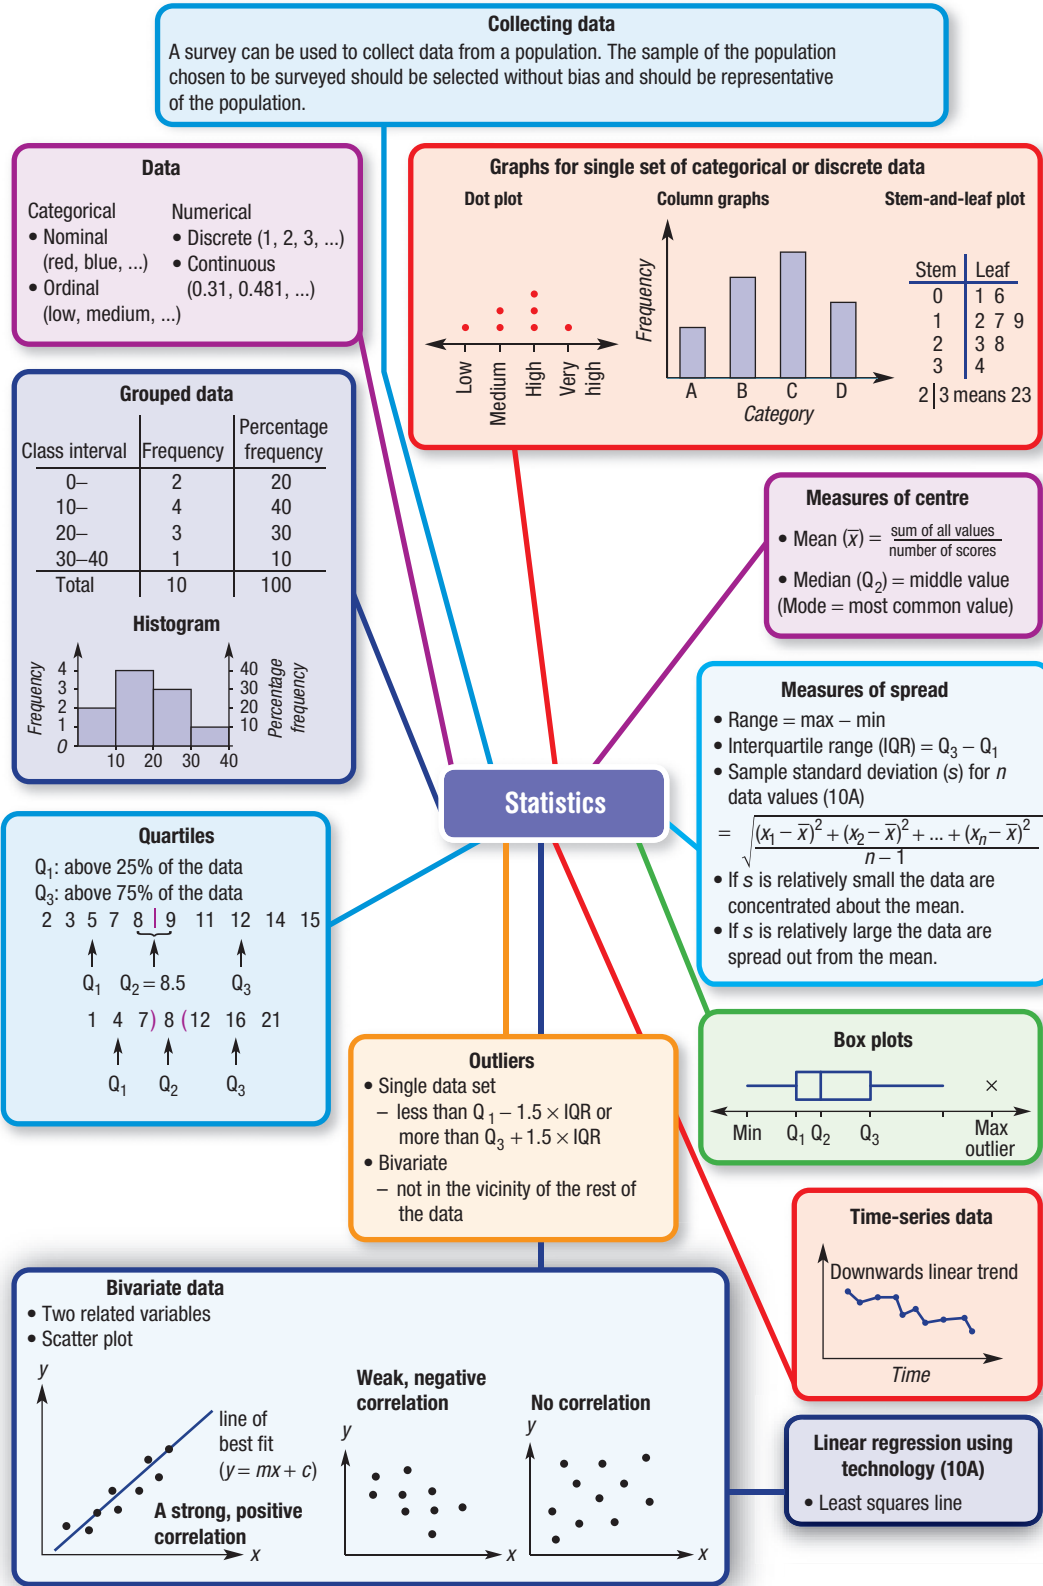 Collecting data
A survey can be used to collect data from a population. The sample of the population
chosen to be surveyed should be selected without bias and should be representative
of the population.
Data
Categorical
• Nominal
(red, blue, ...)
• Ordinal
(low, medium, ...)
Numerical
• Discrete (1, 2, 3, ...)
• Continuous
(0.31, 0.481, ...)
Graphs for single set of categorical or discrete data
Dot plot
Low
Medium
High
Very
high
Column graphs
Frequency
A B C D
Category
Stem-and-leaf plot
Stem | Leaf
0 | 1 6
1 | 2 7 9
2 | 3 8
3 | 4
2 | 3 means 23
Grouped data
Class interval | Frequency | Percentage
frequency
0– 2 20
10– 4 40
20– 3 30
30–40 1 10
Total 10 100
Histogram
Frequency
4
3
2
1
O
10 20 30 40
40
30
20
10
Percentage
frequency
Measures of centre
• Mean (x̅) = sum of all values
number of scores
• Median (Q₂) = middle value
(Mode = most common value)
Measures of spread
• Range = max – min
• Interquartile range (IQR) = Q₃ – Q₁
• Sample standard deviation (s) for n
data values (10A)
= √ (x₁ – x̅)² + (x₂ – x̅)² + ... + (xₙ – x̅)²
n – 1
• If s is relatively small the data are
concentrated about the mean.
• If s is relatively large the data are
spread out from the mean.
Statistics
Quartiles
Q₁: above 25% of the data
Q₃: above 75% of the data
2 3 5 7 8 | 9 11 12 14 15
Q₁ Q₂ = 8.5 Q₃
1 4 7) 8 (12 16 21
Q₁ Q₂ Q₃
Outliers
• Single data set
– less than Q₁ – 1.5 × IQR or
more than Q₃ + 1.5 × IQR
• Bivariate
– not in the vicinity of the rest of
the data
Box plots
×
Min Q₁ Q₂ Q₃ Max
outlier
Time-series data
Downwards linear trend
Time
Bivariate data
• Two related variables
• Scatter plot
y
line of
best fit
(y = mx + c)
A strong, positive
correlation
x
Weak, negative
correlation
y
x
No correlation
y
x
Linear regression using
technology (10A)
• Least squares line